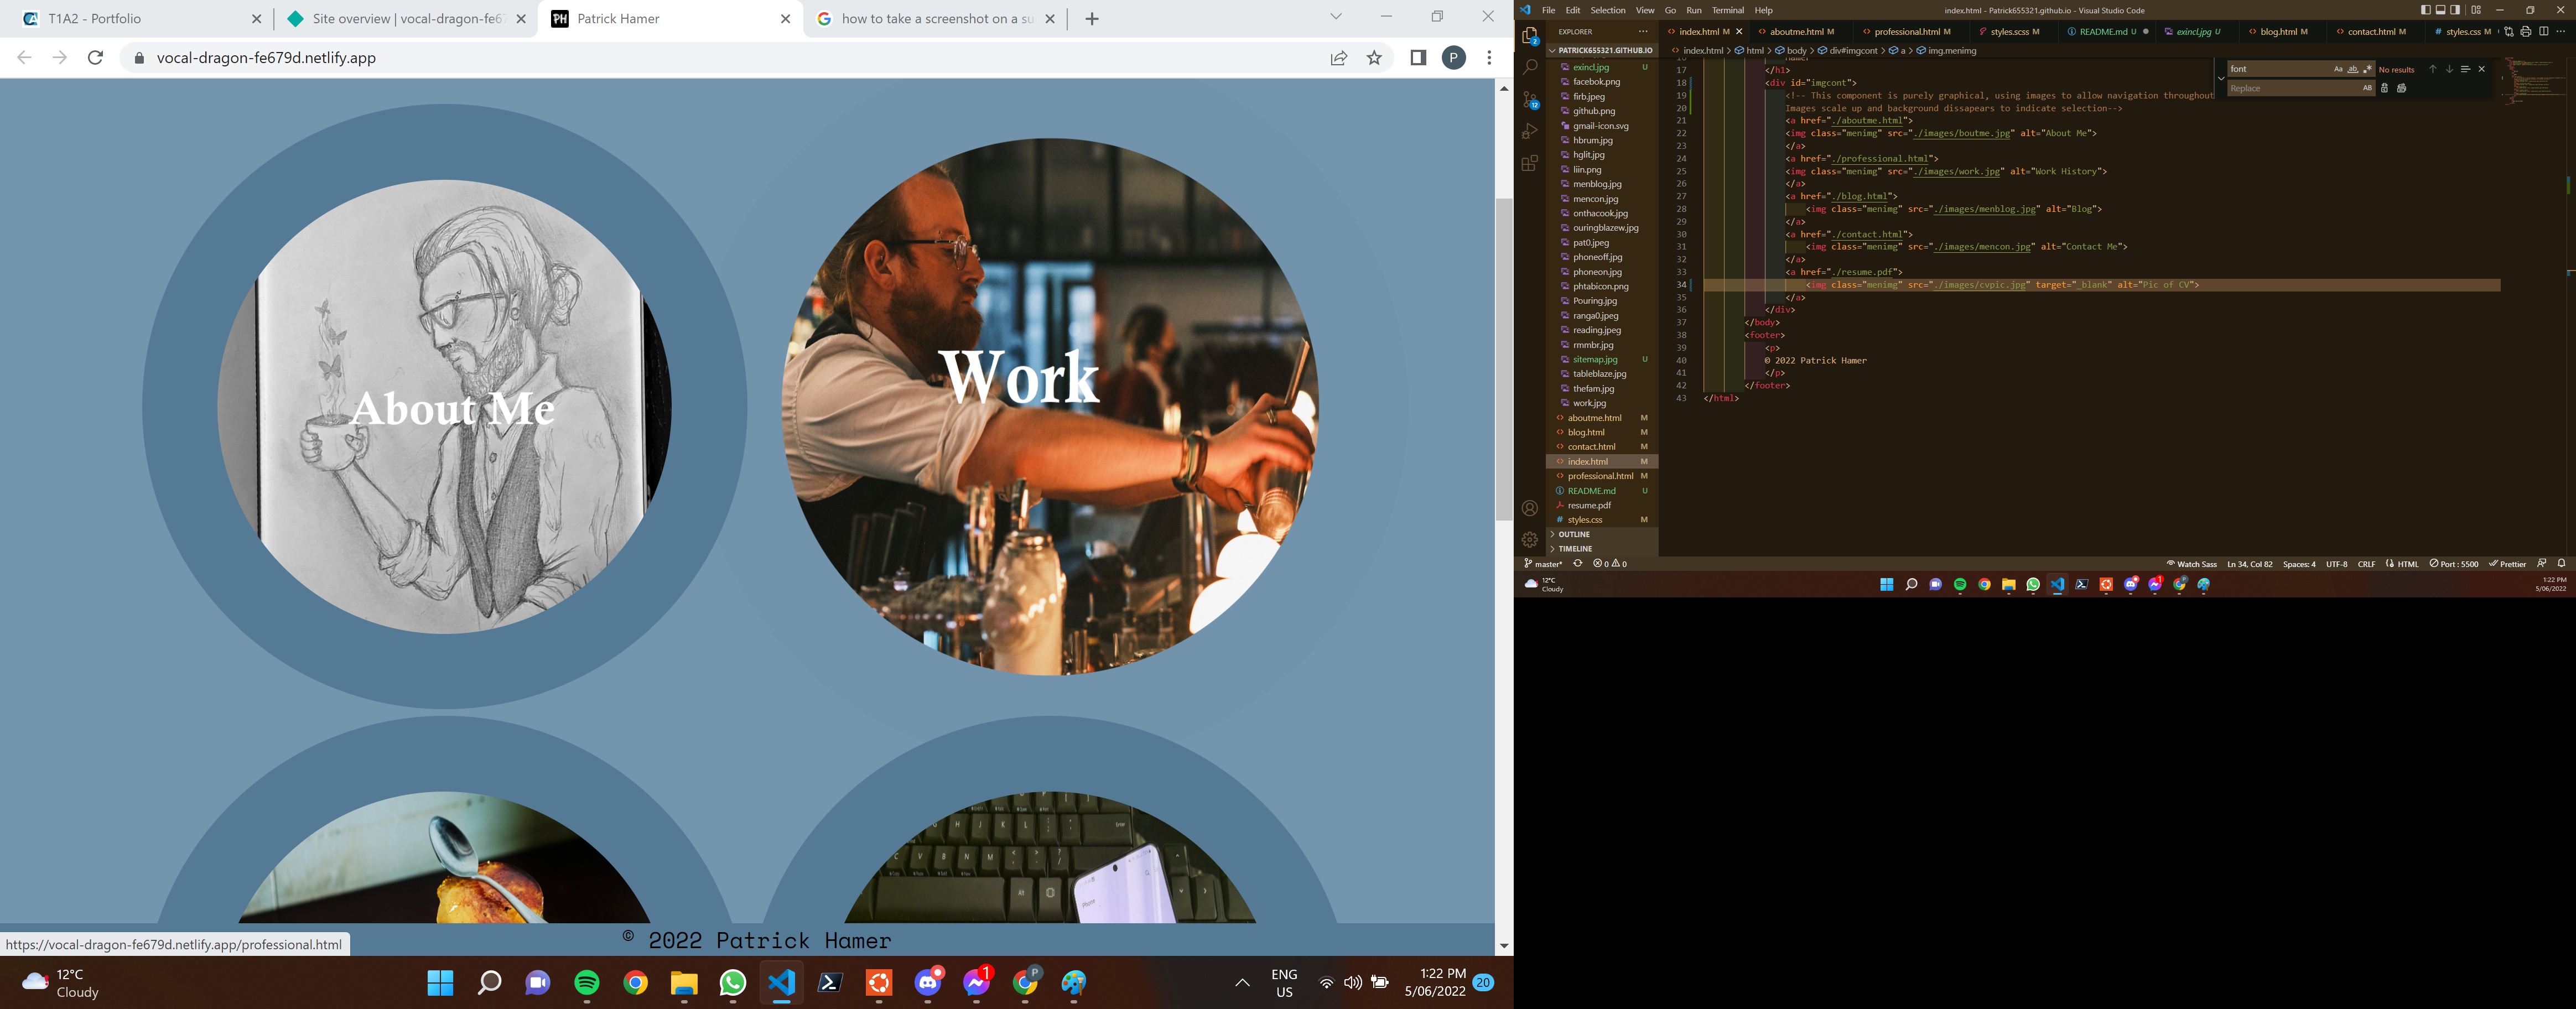 T1A2 - Portfolio
Site overview | vocal-dragon-fe67
Patrick Hamer
how to take a screenshot on a su
vocal-dragon-fe679d.netlify.app
P
About Me
Work
https://vocal-dragon-fe679d.netlify.app/professional.html
© 2022 Patrick Hamer
12°C
Cloudy
1
P
ENG
US
1:22 PM
5/06/2022
20
File Edit Selection View Go Run Terminal Help
index.html - Patrick655321.github.io - Visual Studio Code
EXPLORER
index.html M
aboutme.html M
professional.html M
styles.scss M
README.md U
exincl.jpg U
blog.html M
contact.html M
styles.css M
PATRICK655321.GITHUB.IO
index.html > html > body > div#imgcont > a > img.menimg
exincl.jpg U
facebok.png
firb.jpeg
github.png
gmail-icon.svg
hbrum.jpg
hglit.jpg
liin.png
menblog.jpg
mencon.jpg
onthacook.jpg
ouringblazew.jpg
pat0.jpeg
phoneoff.jpg
phoneon.jpg
phtabicon.png
Pouring.jpg
ranga0.jpeg
reading.jpeg
rmmbr.jpg
sitemap.jpg U
tableblaze.jpg
thefam.jpg
work.jpg
aboutme.html M
blog.html M
contact.html M
index.html M
professional.html M
README.md U
resume.pdf
styles.css M
OUTLINE
TIMELINE
font
No results
Replace
17 </h1>
18 <div id="imgcont">
19 <!-- This component is purely graphical, using images to allow navigation throughout
20 Images scale up and background dissapears to indicate selection-->
21 <a href="./aboutme.html">
22 <img class="menimg" src="./images/boutme.jpg" alt="About Me">
23 </a>
24 <a href="./professional.html">
25 <img class="menimg" src="./images/work.jpg" alt="Work History">
26 </a>
27 <a href="./blog.html">
28 <img class="menimg" src="./images/menblog.jpg" alt="Blog">
29 </a>
30 <a href="./contact.html">
31 <img class="menimg" src="./images/mencon.jpg" alt="Contact Me">
32 </a>
33 <a href="./resume.pdf">
34 <img class="menimg" src="./images/cvpic.jpg" target="_blank" alt="Pic of CV">
35 </a>
36 </div>
37 </body>
38 <footer>
39 <p>
40 © 2022 Patrick Hamer
41 </p>
42 </footer>
43 </html>
master*
0 0
Watch Sass Ln 34, Col 82 Spaces: 4 UTF-8 CRLF HTML Port : 5500 Prettier
12°C
Cloudy
1:22 PM
5/06/2022